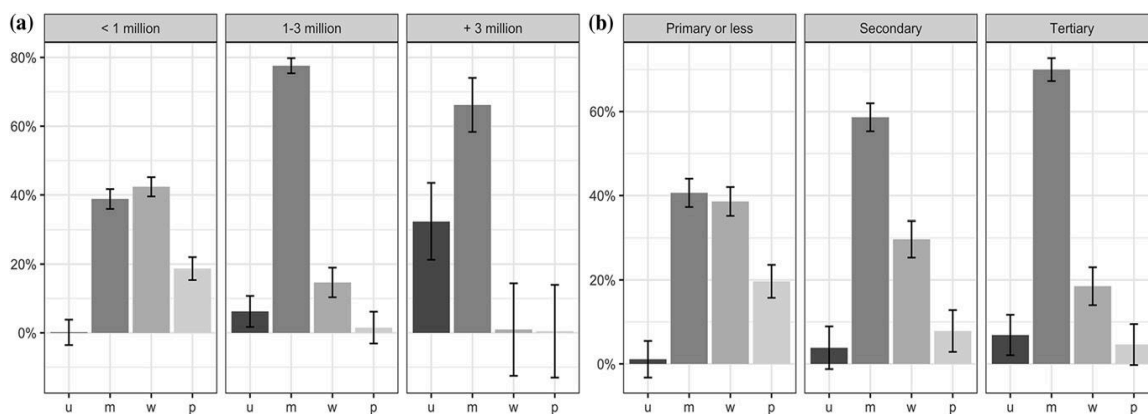 (a)
< 1 million 1-3 million + 3 million
80%
60%
40%
20%
0%
u m w p u m w p u m w p
(b)
Primary or less Secondary Tertiary
60%
40%
20%
0%
u m w p u m w p u m w p